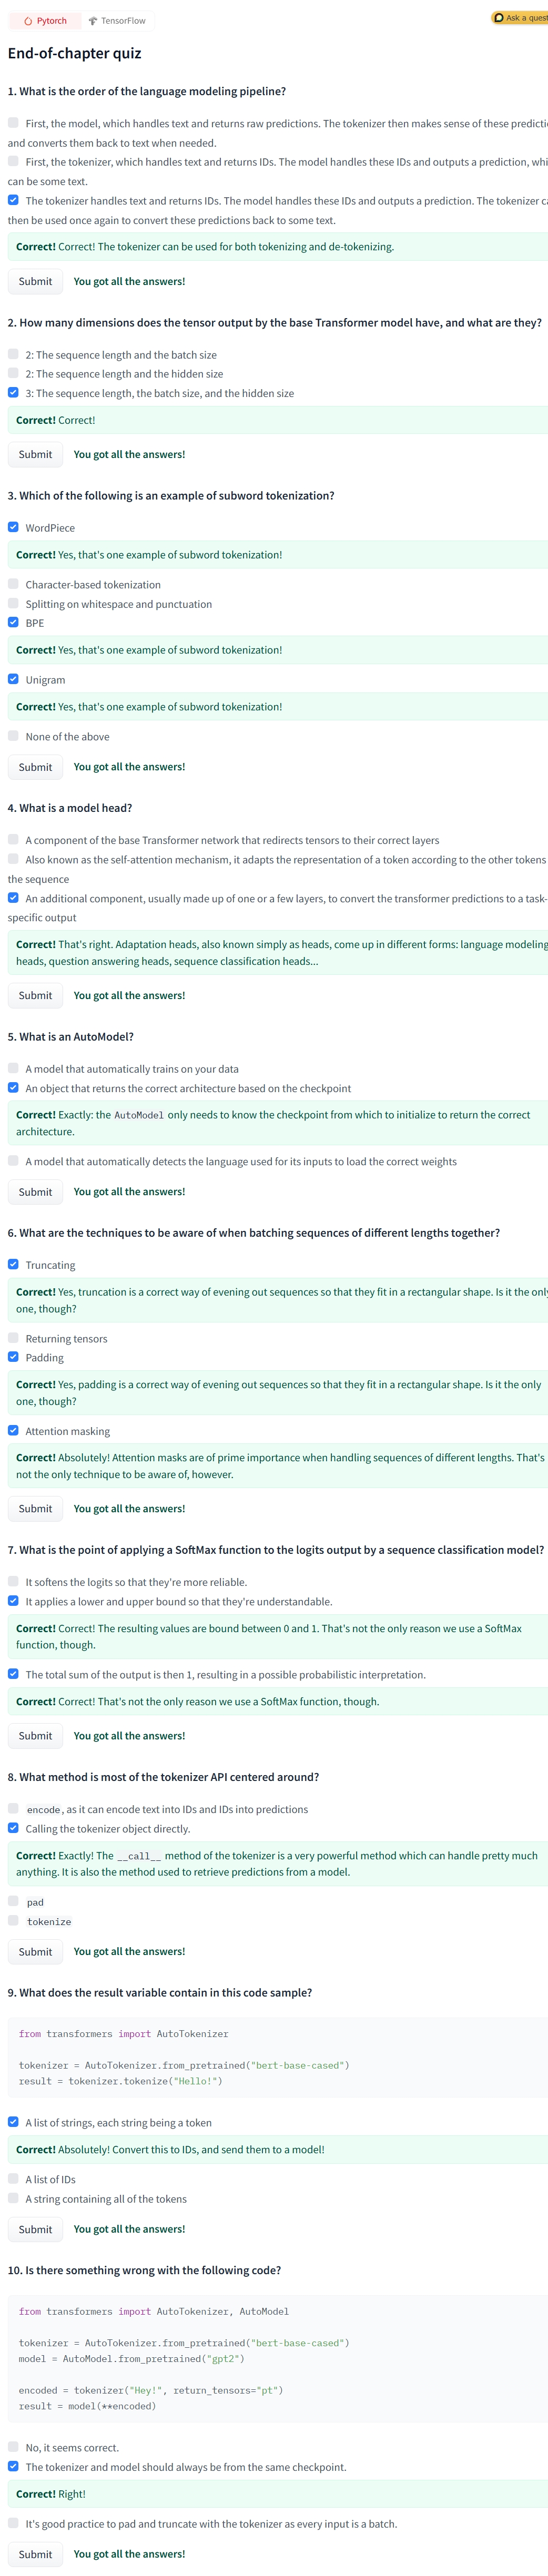 Pytorch TensorFlow
Ask a
End-of-chapter quiz
1. What is the order of the language modeling pipeline?
First, the model, which handles text and returns raw predictions. The tokenizer then makes sense of these
and converts them back to text when needed.
First, the tokenizer, which handles text and returns IDs. The model handles these IDs and outputs a prediction,
can be some text.
The tokenizer handles text and returns IDs. The model handles these IDs and outputs a prediction. The tokenizer
then be used once again to convert these predictions back to some text.
Correct! Correct! The tokenizer can be used for both tokenizing and de-tokenizing.
Submit You got all the answers!
2. How many dimensions does the tensor output by the base Transformer model have, and what are they?
2: The sequence length and the batch size
2: The sequence length and the hidden size
3: The sequence length, the batch size, and the hidden size
Correct! Correct!
Submit You got all the answers!
3. Which of the following is an example of subword tokenization?
WordPiece
Correct! Yes, that's one example of subword tokenization!
Character-based tokenization
Splitting on whitespace and punctuation
BPE
Correct! Yes, that's one example of subword tokenization!
Unigram
Correct! Yes, that's one example of subword tokenization!
None of the above
Submit You got all the answers!
4. What is a model head?
A component of the base Transformer network that redirects tensors to their correct layers
Also known as the self-attention mechanism, it adapts the representation of a token according to the other tokens
the sequence
An additional component, usually made up of one or a few layers, to convert the transformer predictions to a task-
specific output
Correct! That's right. Adaptation heads, also known simply as heads, come up in different forms: language modeling
heads, question answering heads, sequence classification heads...
Submit You got all the answers!
5. What is an AutoModel?
A model that automatically trains on your data
An object that returns the correct architecture based on the checkpoint
Correct! Exactly: the AutoModel only needs to know the checkpoint from which to initialize to return the correct
architecture.
A model that automatically detects the language used for its inputs to load the correct weights
Submit You got all the answers!
6. What are the techniques to be aware of when batching sequences of different lengths together?
Truncating
Correct! Yes, truncation is a correct way of evening out sequences so that they fit in a rectangular shape. Is it the only
one, though?
Returning tensors
Padding
Correct! Yes, padding is a correct way of evening out sequences so that they fit in a rectangular shape. Is it the only
one, though?
Attention masking
Correct! Absolutely! Attention masks are of prime importance when handling sequences of different lengths. That's
not the only technique to be aware of, however.
Submit You got all the answers!
7. What is the point of applying a SoftMax function to the logits output by a sequence classification model?
It softens the logits so that they're more reliable.
It applies a lower and upper bound so that they're understandable.
Correct! Correct! The resulting values are bound between 0 and 1. That's not the only reason we use a SoftMax
function, though.
The total sum of the output is then 1, resulting in a possible probabilistic interpretation.
Correct! Correct! That's not the only reason we use a SoftMax function, though.
Submit You got all the answers!
8. What method is most of the tokenizer API centered around?
encode, as it can encode text into IDs and IDs into predictions
Calling the tokenizer object directly.
Correct! Exactly! The __call__ method of the tokenizer is a very powerful method which can handle pretty much
anything. It is also the method used to retrieve predictions from a model.
pad
tokenize
Submit You got all the answers!
9. What does the result variable contain in this code sample?
from transformers import AutoTokenizer
tokenizer = AutoTokenizer.from_pretrained("bert-base-cased")
result = tokenizer.tokenize("Hello!")
A list of strings, each string being a token
Correct! Absolutely! Convert this to IDs, and send them to a model!
A list of IDs
A string containing all of the tokens
Submit You got all the answers!
10. Is there something wrong with the following code?
from transformers import AutoTokenizer, AutoModel
tokenizer = AutoTokenizer.from_pretrained("bert-base-cased")
model = AutoModel.from_pretrained("gpt2")
encoded = tokenizer("Hey!", return_tensors="pt")
result = model(**encoded)
No, it seems correct.
The tokenizer and model should always be from the same checkpoint.
Correct! Right!
It's good practice to pad and truncate with the tokenizer as every input is a batch.
Submit You got all the answers!